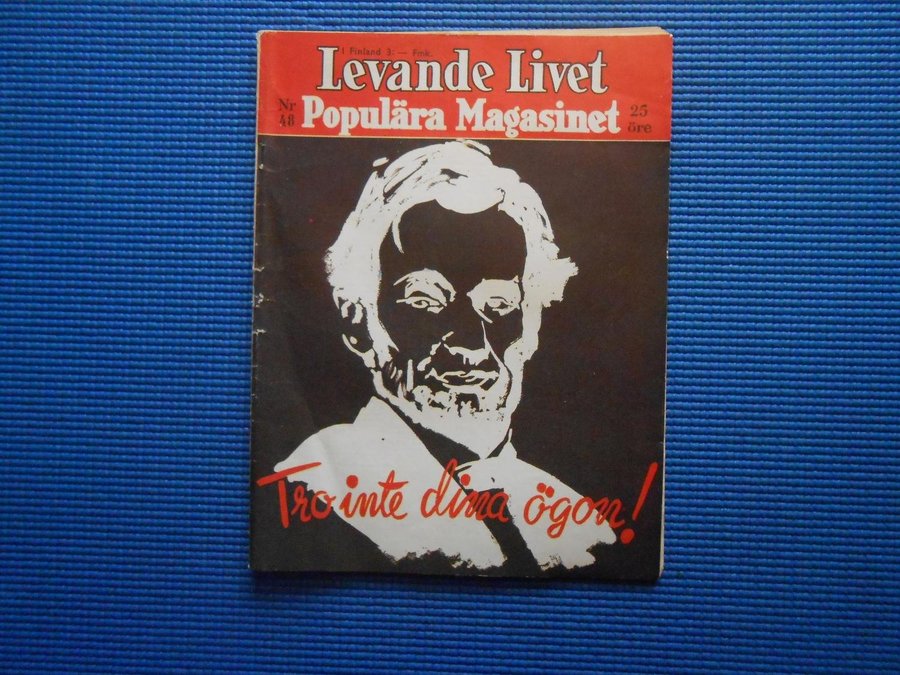 I Finland 3: — Fmk.
Levande Livet
Nr 48
Populära Magasinet
25 öre
Tro inte dina ögon!